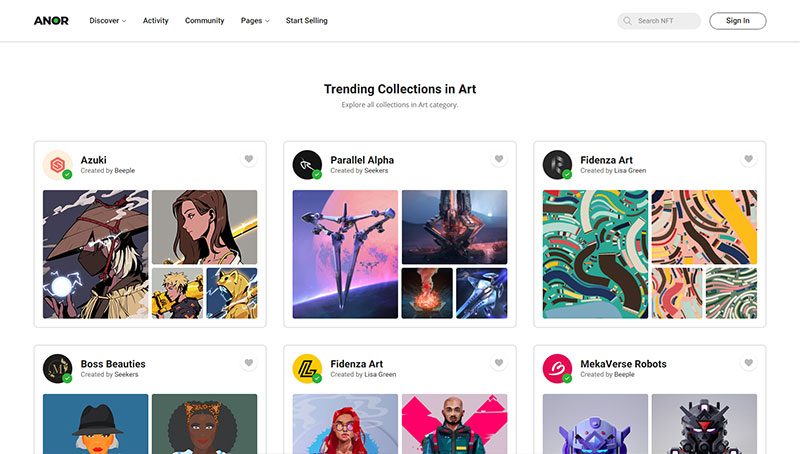 ANOR
Discover
Activity
Community
Pages
Start Selling
Search NFT
Sign In
Trending Collections in Art
Explore all collections in Art category.
Azuki
Created by Beeple
Parallel Alpha
Created by Seekers
Fidenza Art
Created by Lisa Green
Boss Beauties
Created by Seekers
Fidenza Art
Created by Lisa Green
MekaVerse Robots
Created by Beeple